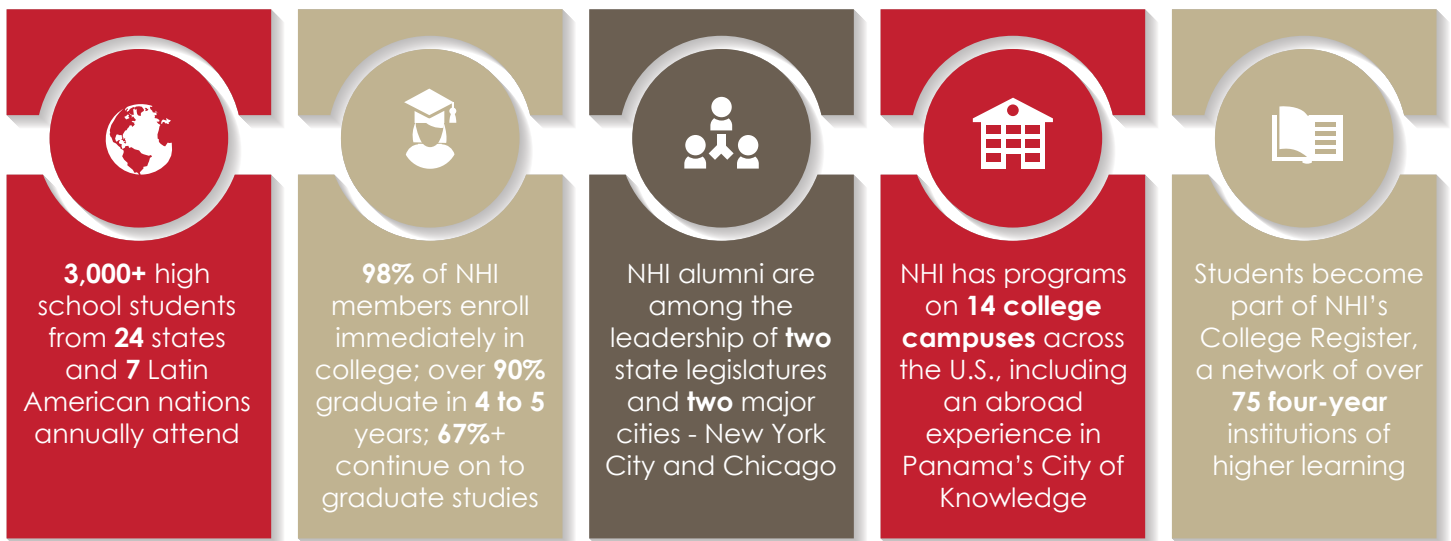 3,000+ high
school students
from 24 states
and 7 Latin
American nations
annually attend
98% of NHI
members enroll
immediately in
college; over 90%
graduate in 4 to 5
years; 67%+
continue on to
graduate studies
NHI alumni are
among the
leadership of two
state legislatures
and two major
cities - New York
City and Chicago
NHI has programs
on 14 college
campuses across
the U.S., including
an abroad
experience in
Panama’s City of
Knowledge
Students become
part of NHI’s
College Register,
a network of over
75 four-year
institutions of
higher learning